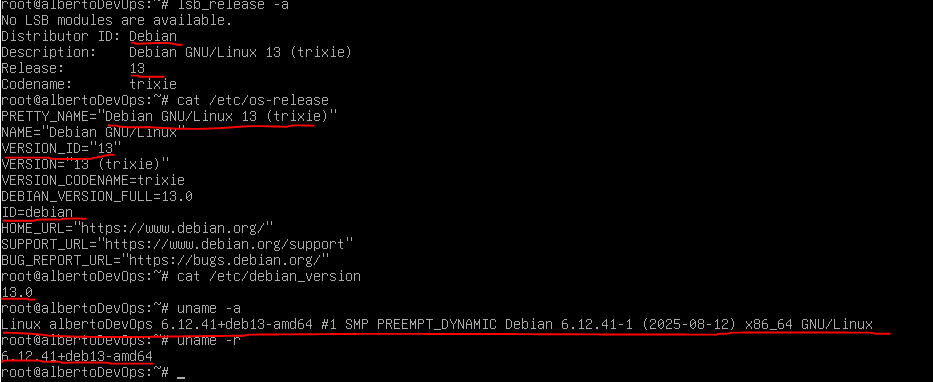 root@albertoDevOps:~# lsb_release -a
No LSB modules are available.
Distributor ID: Debian
Description:    Debian GNU/Linux 13 (trixie)
Release:        13
Codename:       trixie
root@albertoDevOps:~# cat /etc/os-release
PRETTY_NAME="Debian GNU/Linux 13 (trixie)"
NAME="Debian GNU/Linux"
VERSION_ID="13"
VERSION="13 (trixie)"
VERSION_CODENAME=trixie
DEBIAN_VERSION_FULL=13.0
ID=debian
HOME_URL="https://www.debian.org/"
SUPPORT_URL="https://www.debian.org/support"
BUG_REPORT_URL="https://bugs.debian.org/"
root@albertoDevOps:~# cat /etc/debian_version
13.0
root@albertoDevOps:~# uname -a
Linux albertoDevOps 6.12.41+deb13-amd64 #1 SMP PREEMPT_DYNAMIC Debian 6.12.41-1 (2025-08-12) x86_64 GNU/Linux
root@albertoDevOps:~# uname -r
6.12.41+deb13-amd64
root@albertoDevOps:~# _